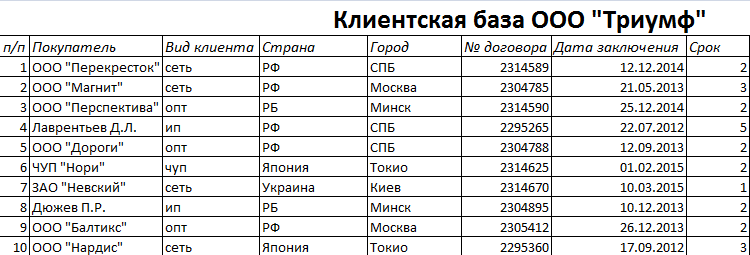 Клиентская база ООО "Триумф"
п/п Покупатель Вид клиента Страна Город № договора Дата заключения Срок
1 ООО "Перекресток" сеть РФ СПБ 2314589 12.12.2014 2
2 ООО "Магнит" сеть РФ Москва 2304785 21.05.2013 3
3 ООО "Перспектива" опт РБ Минск 2314590 25.12.2014 2
4 Лаврентьев Д.Л. ип РФ СПБ 2295265 22.07.2012 5
5 ООО "Дороги" опт РФ СПБ 2304788 12.09.2013 2
6 ЧУП "Нори" чуп Япония Токио 2314625 01.02.2015 2
7 ЗАО "Невский" сеть Украина Киев 2314670 10.03.2015 1
8 Дюжев П.Р. ип РБ Минск 2304895 10.12.2013 2
9 ООО "Балтикс" опт РФ Москва 2305412 26.12.2013 2
10 ООО "Нардис" сеть Япония Токио 2295360 17.09.2012 3